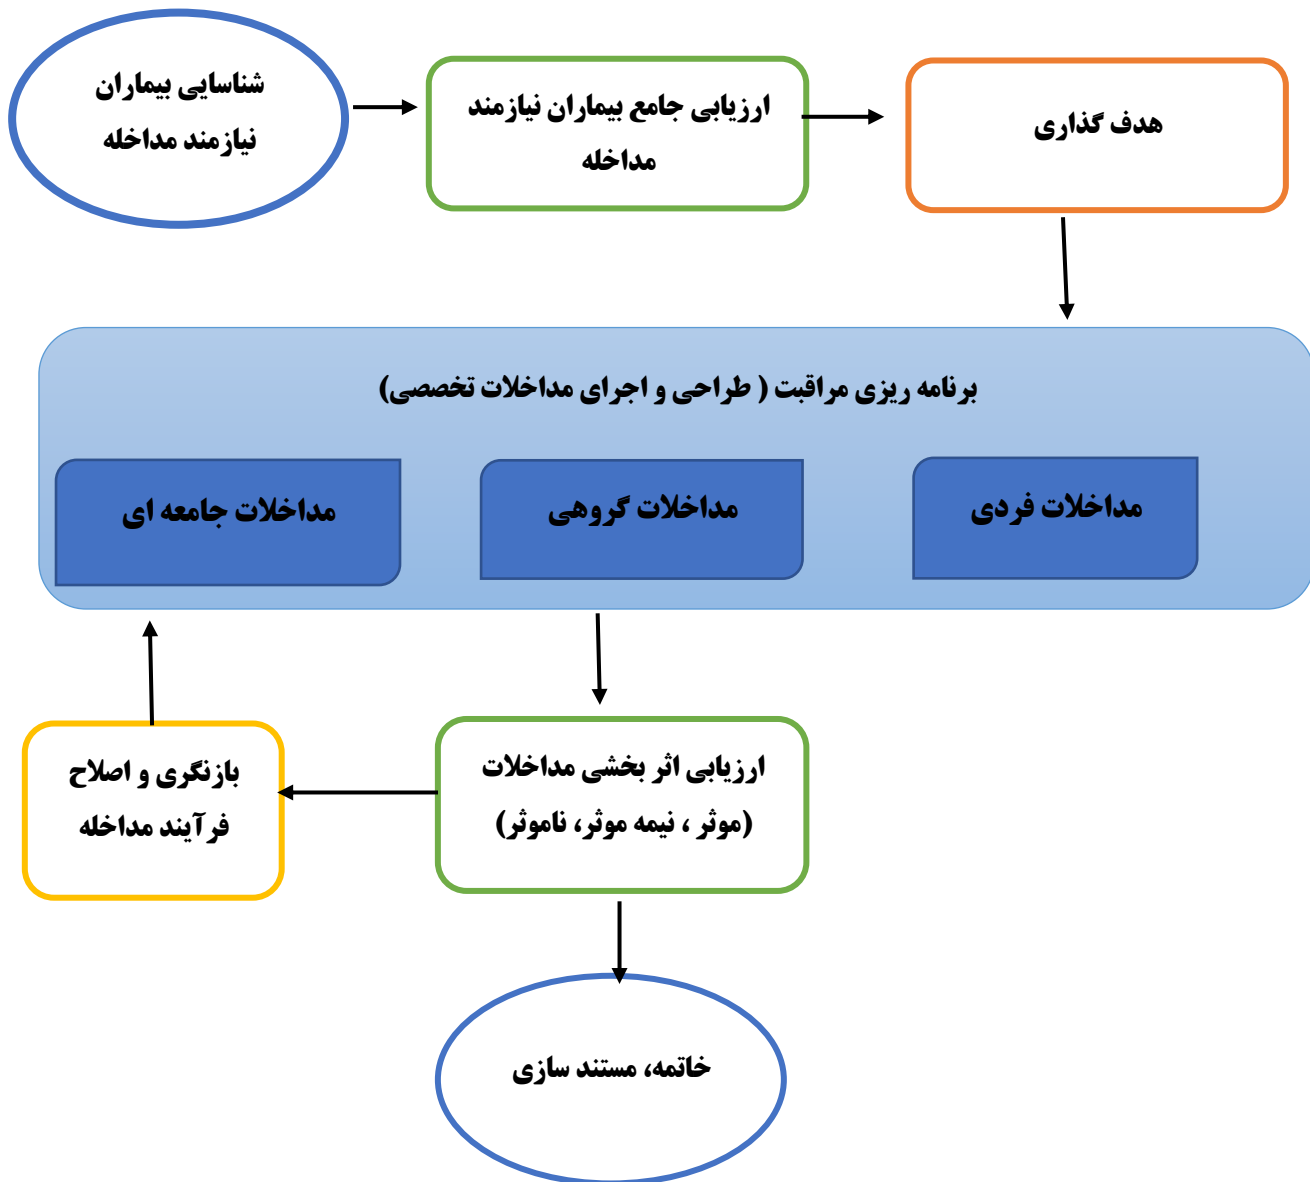 شناسایی بیماران
نیازمند مداخله
ارزیابی جامع بیماران نیازمند
مداخله
هدف گذاری
برنامه ریزی مراقبت ( طراحی و اجرای مداخلات تخصصی)
مداخلات فردی
مداخلات گروهی
مداخلات جامعه ای
ارزیابی اثر بخشی مداخلات
(موثر ، نیمه موثر، ناموثر)
بازنگری و اصلاح
فرآیند مداخله
خاتمه، مستند سازی